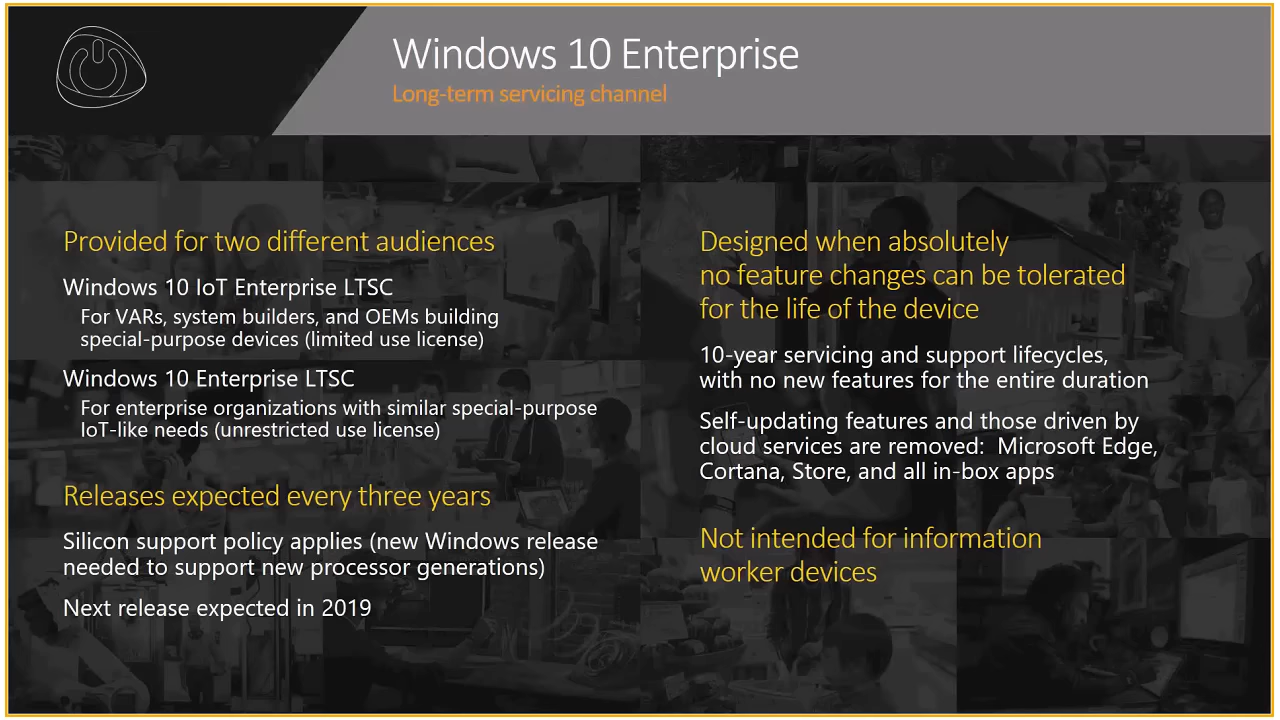 Windows 10 Enterprise
Long-term servicing channel
Provided for two different audiences
Windows 10 IoT Enterprise LTSC
For VARs, system builders, and OEMs building
special-purpose devices (limited use license)
Windows 10 Enterprise LTSC
For enterprise organizations with similar special-purpose
IoT-like needs (unrestricted use license)
Releases expected every three years
Silicon support policy applies (new Windows release
needed to support new processor generations)
Next release expected in 2019
Designed when absolutely
no feature changes can be tolerated
for the life of the device
10-year servicing and support lifecycles,
with no new features for the entire duration
Self-updating features and those driven by
cloud services are removed:  Microsoft Edge,
Cortana, Store, and all in-box apps
Not intended for information
worker devices